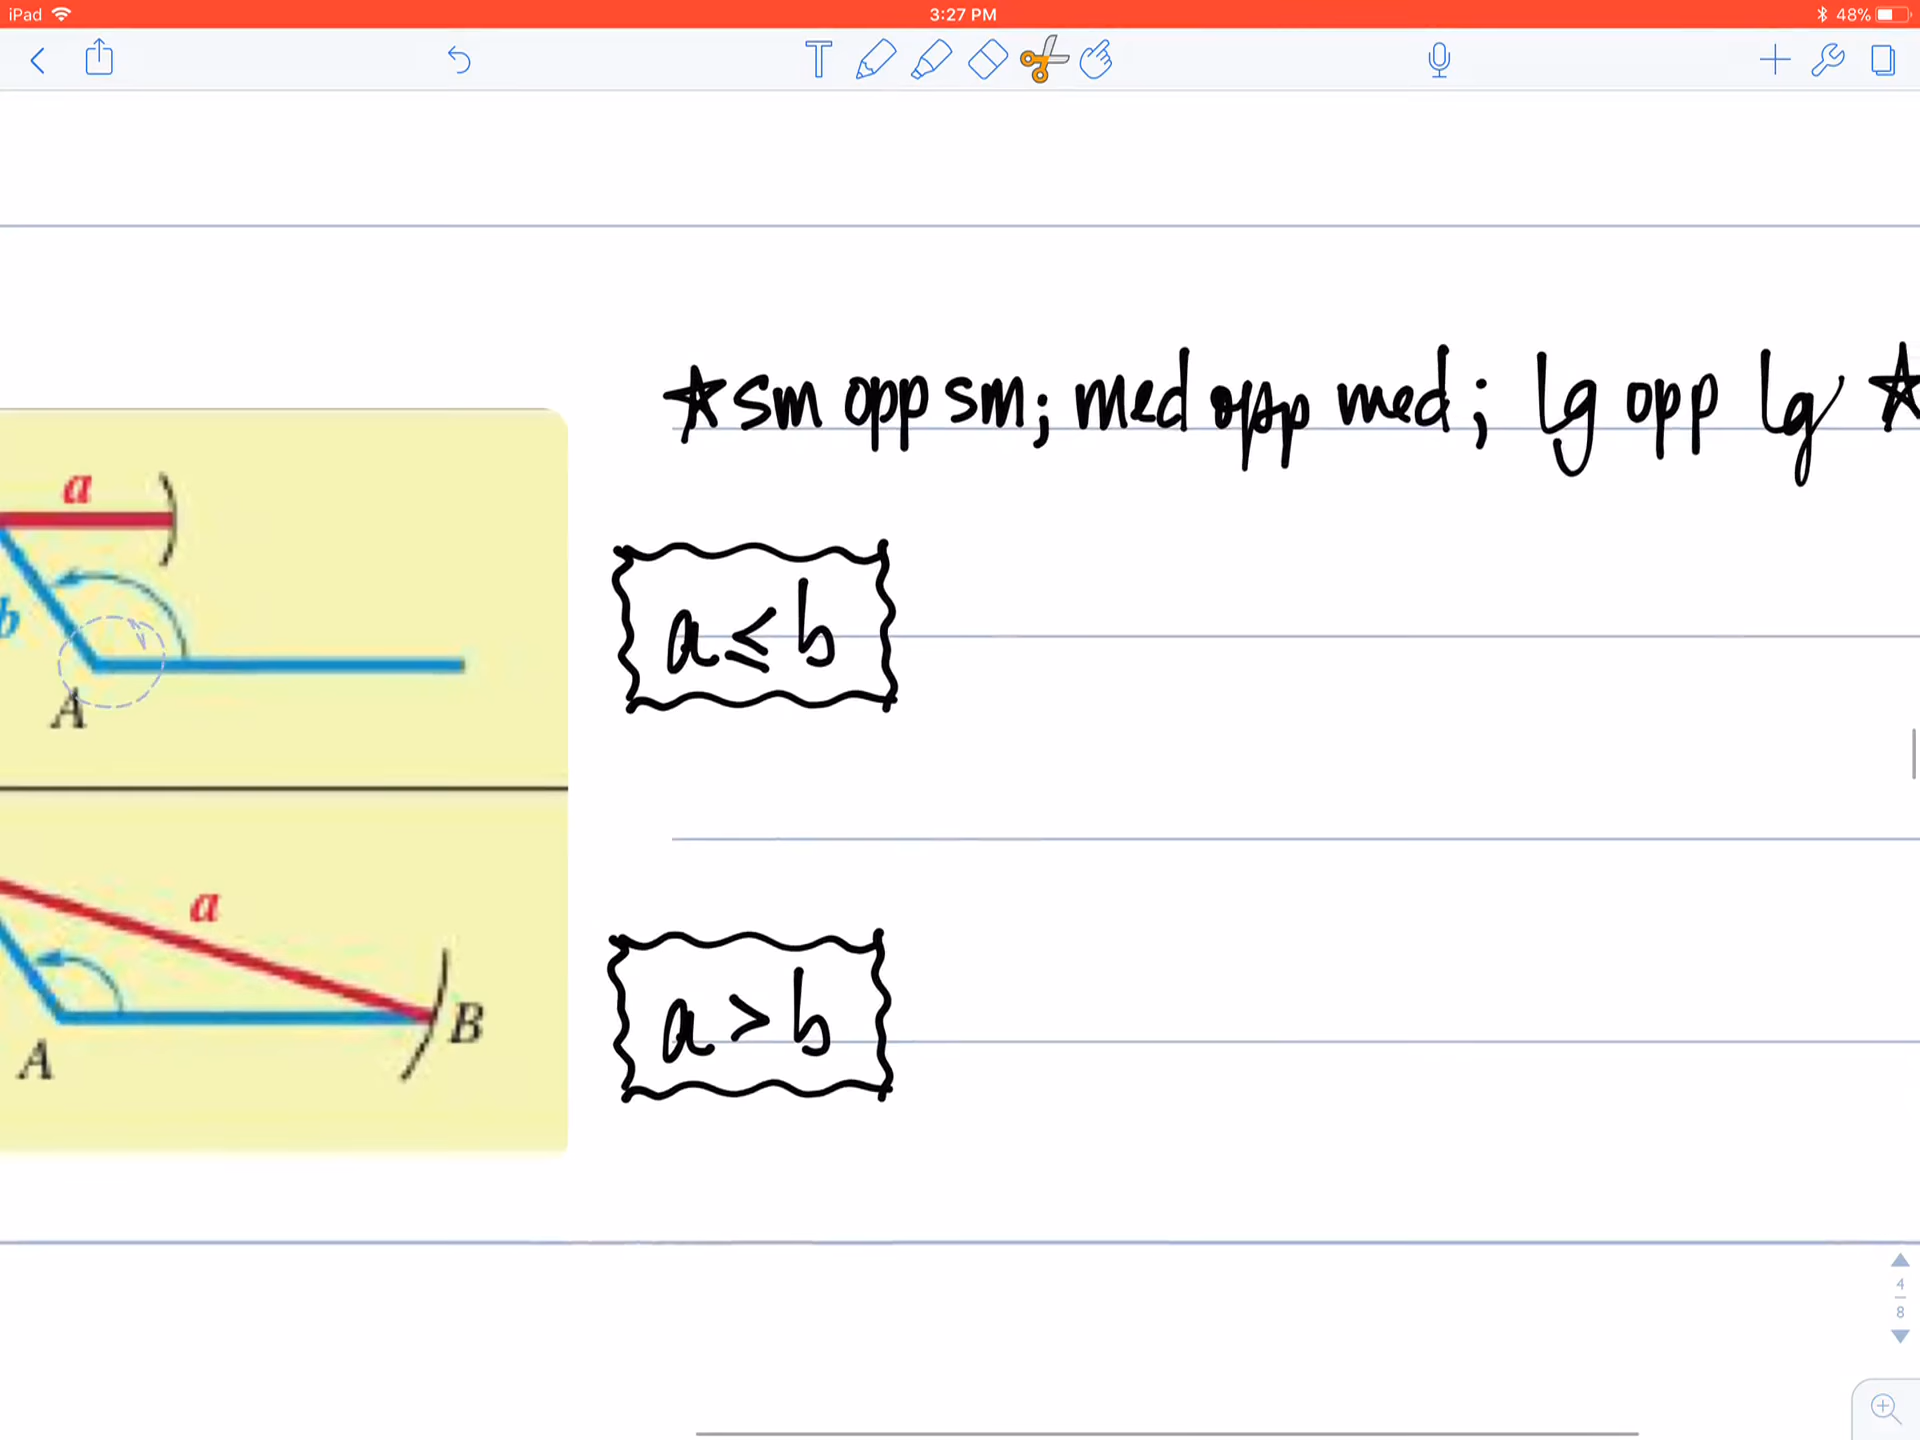 iPad 3:27 PM 48%
T
★ sm opp sm; med opp med; lg opp lg ★
a
b
A
a ≤ b
a
A
B
a > b
4
8